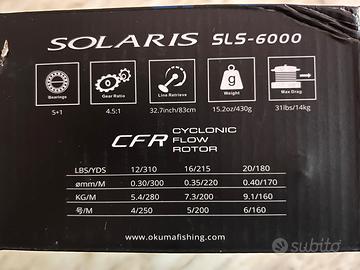 SOLARIS SLS-6000
Bearings Gear Ratio Line Retrieve Weight Max Drag
5+1 4.5:1 32.7inch/83cm 15.2oz/430g 31lbs/14kg
CFR CYCLONIC FLOW ROTOR
LBS/YDS 12/310 16/215 20/180
ømm/M 0.30/300 0.35/220 0.40/170
KG/M 5.4/280 7.3/200 9.1/160
号/M 4/250 5/200 6/160
www.okumafishing.com
subito